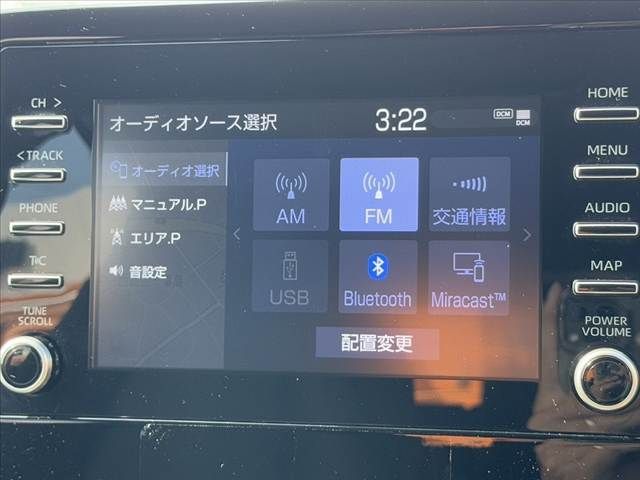 CH >
< TRACK
PHONE
T/C
TUNE
SCROLL
オーディオソース選択
3:22
DCM
DCM
オーディオ選択
マニュアル.P
エリア.P
音設定
AM
FM
交通情報
USB
Bluetooth
Miracast™
配置変更
HOME
MENU
AUDIO
MAP
POWER
VOLUME